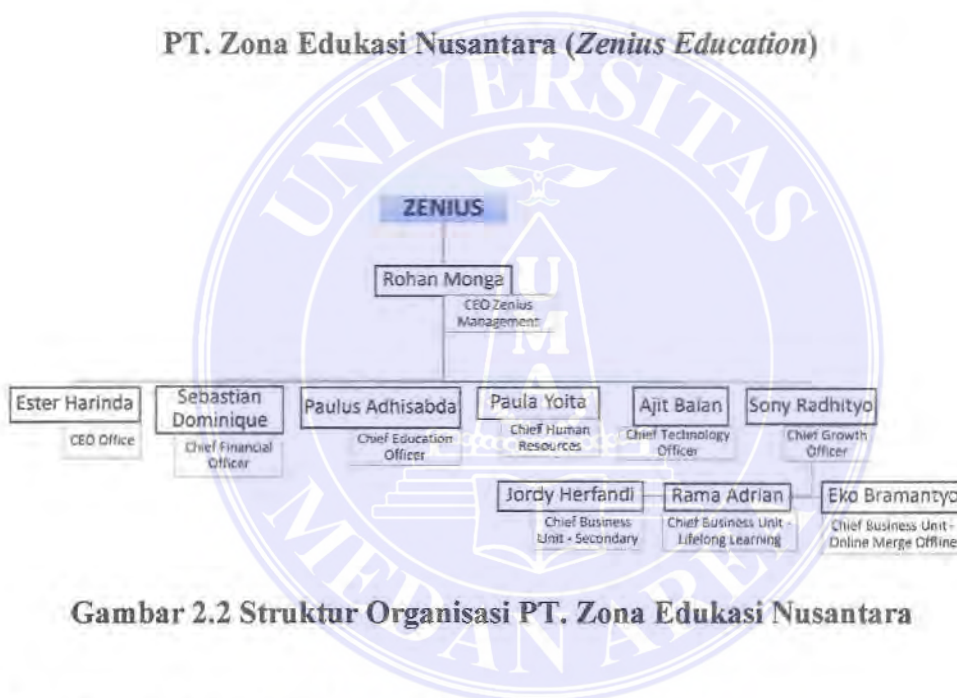 PT. Zona Edukasi Nusantara (Zenius Education)
UNIVERSITAS
ZENIUS
Rohan Monga
CEO Zenius
Management
U
M
A
Ester Harinda
CEO Office
Sebastian
Dominique
Chief Financial
Officer
Paulus Adhisabda
Chief Education
Officer
Paula Yoita
Chief Human
Resources
Ajit Balan
Chief Technology
Officer
Sony Radhityo
Chief Growth
Officer
Jordy Herfandi
Chief Business
Unit - Secondary
Rama Adrian
Chief Business Unit -
Lifelong Learning
Eko Bramantyo
Chief Business Unit -
Online Merge Offline
MEDAN AREA
Gambar 2.2 Struktur Organisasi PT. Zona Edukasi Nusantara